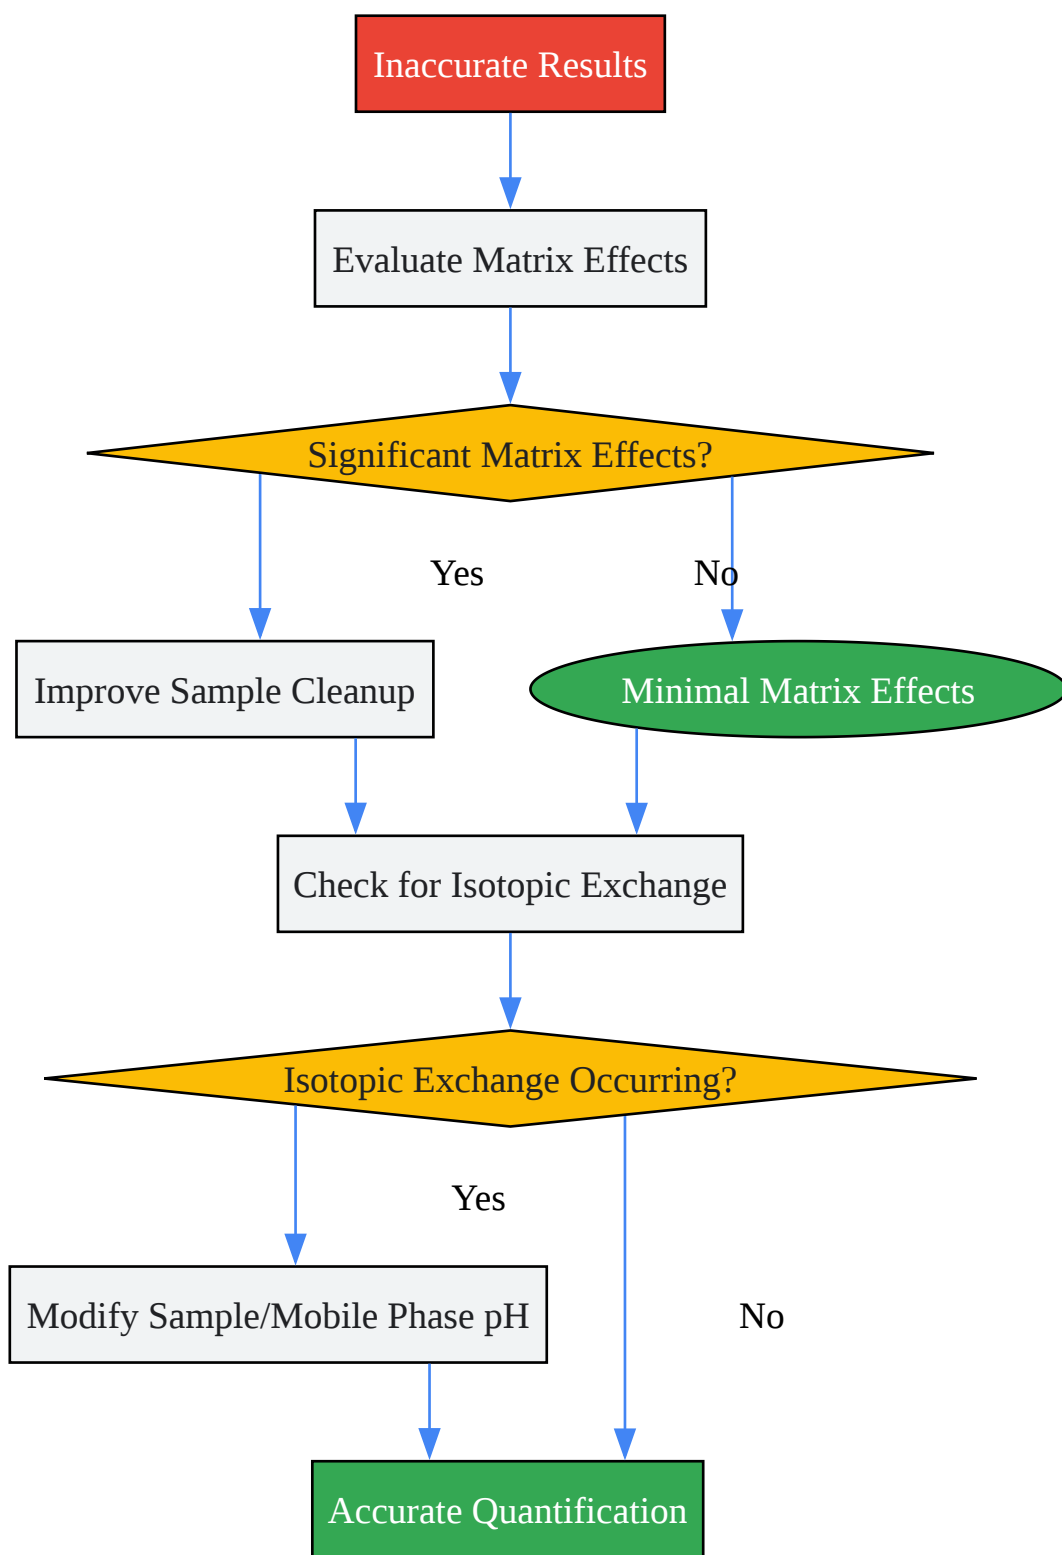 Inaccurate Results
Evaluate Matrix Effects
Significant Matrix Effects?
Yes
No
Improve Sample Cleanup
Minimal Matrix Effects
Check for Isotopic Exchange
Isotopic Exchange Occurring?
Yes
Modify Sample/Mobile Phase pH
No
Accurate Quantification